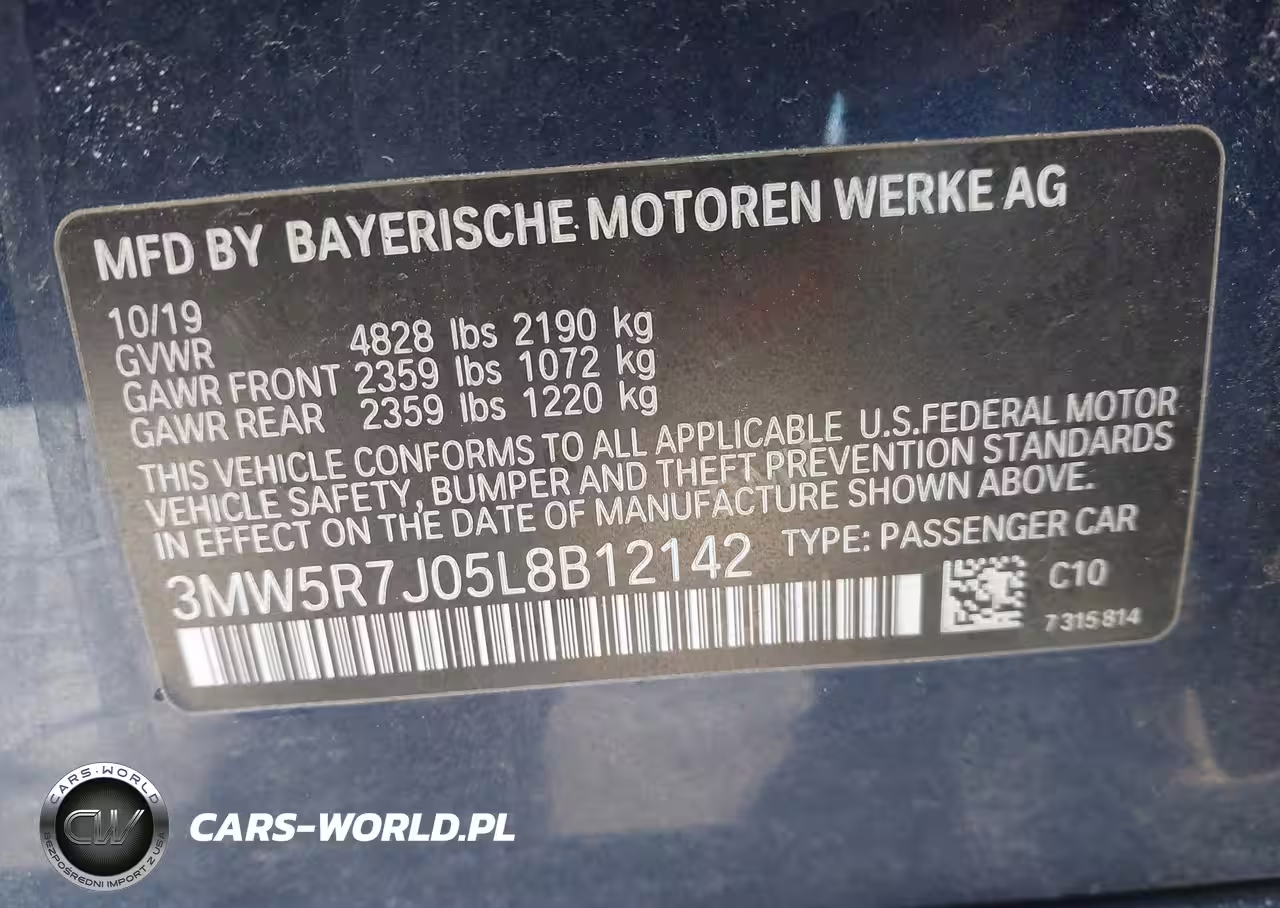 MFD BY BAYERISCHE MOTOREN WERKE AG
10/19
GVWR 4828 lbs 2190 kg
GAWR FRONT 2359 lbs 1072 kg
GAWR REAR 2359 lbs 1220 kg
THIS VEHICLE CONFORMS TO ALL APPLICABLE U.S.FEDERAL MOTOR
VEHICLE SAFETY, BUMPER AND THEFT PREVENTION STANDARDS
IN EFFECT ON THE DATE OF MANUFACTURE SHOWN ABOVE.
3MW5R7J05L8B12142 TYPE: PASSENGER CAR
C10
7315814
CARS-WORLD
CW
BEZPOŚREDNI IMPORT Z USA
CARS-WORLD.PL